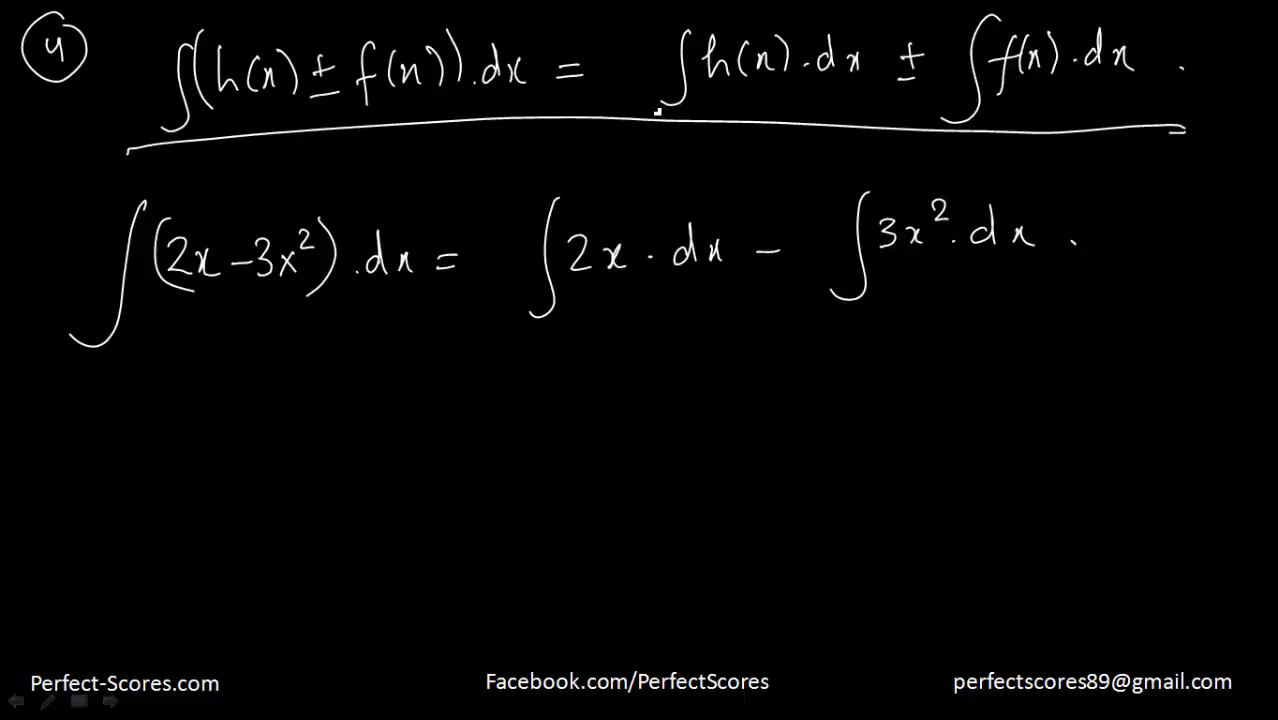 4 ∫(h(x) ± f(x)).dx = ∫h(x).dx ± ∫f(x).dx .
∫(2x - 3x²).dx = ∫2x.dx - ∫3x².dx .
Perfect-Scores.com Facebook.com/PerfectScores perfectscores89@gmail.com